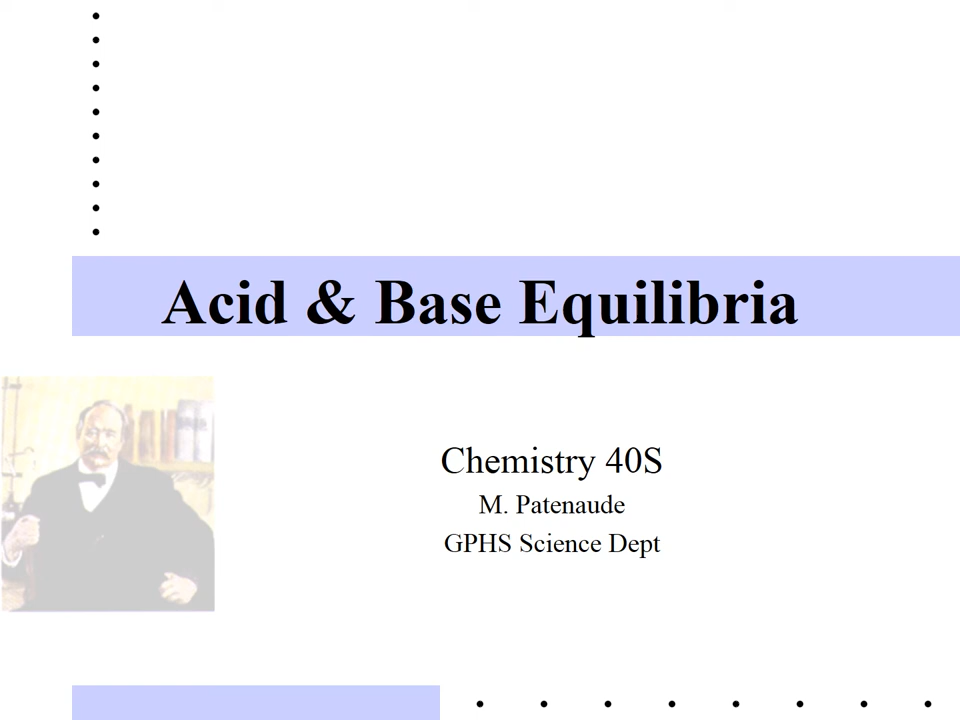 Acid & Base Equilibria
Chemistry 40S
M. Patenaude
GPHS Science Dept